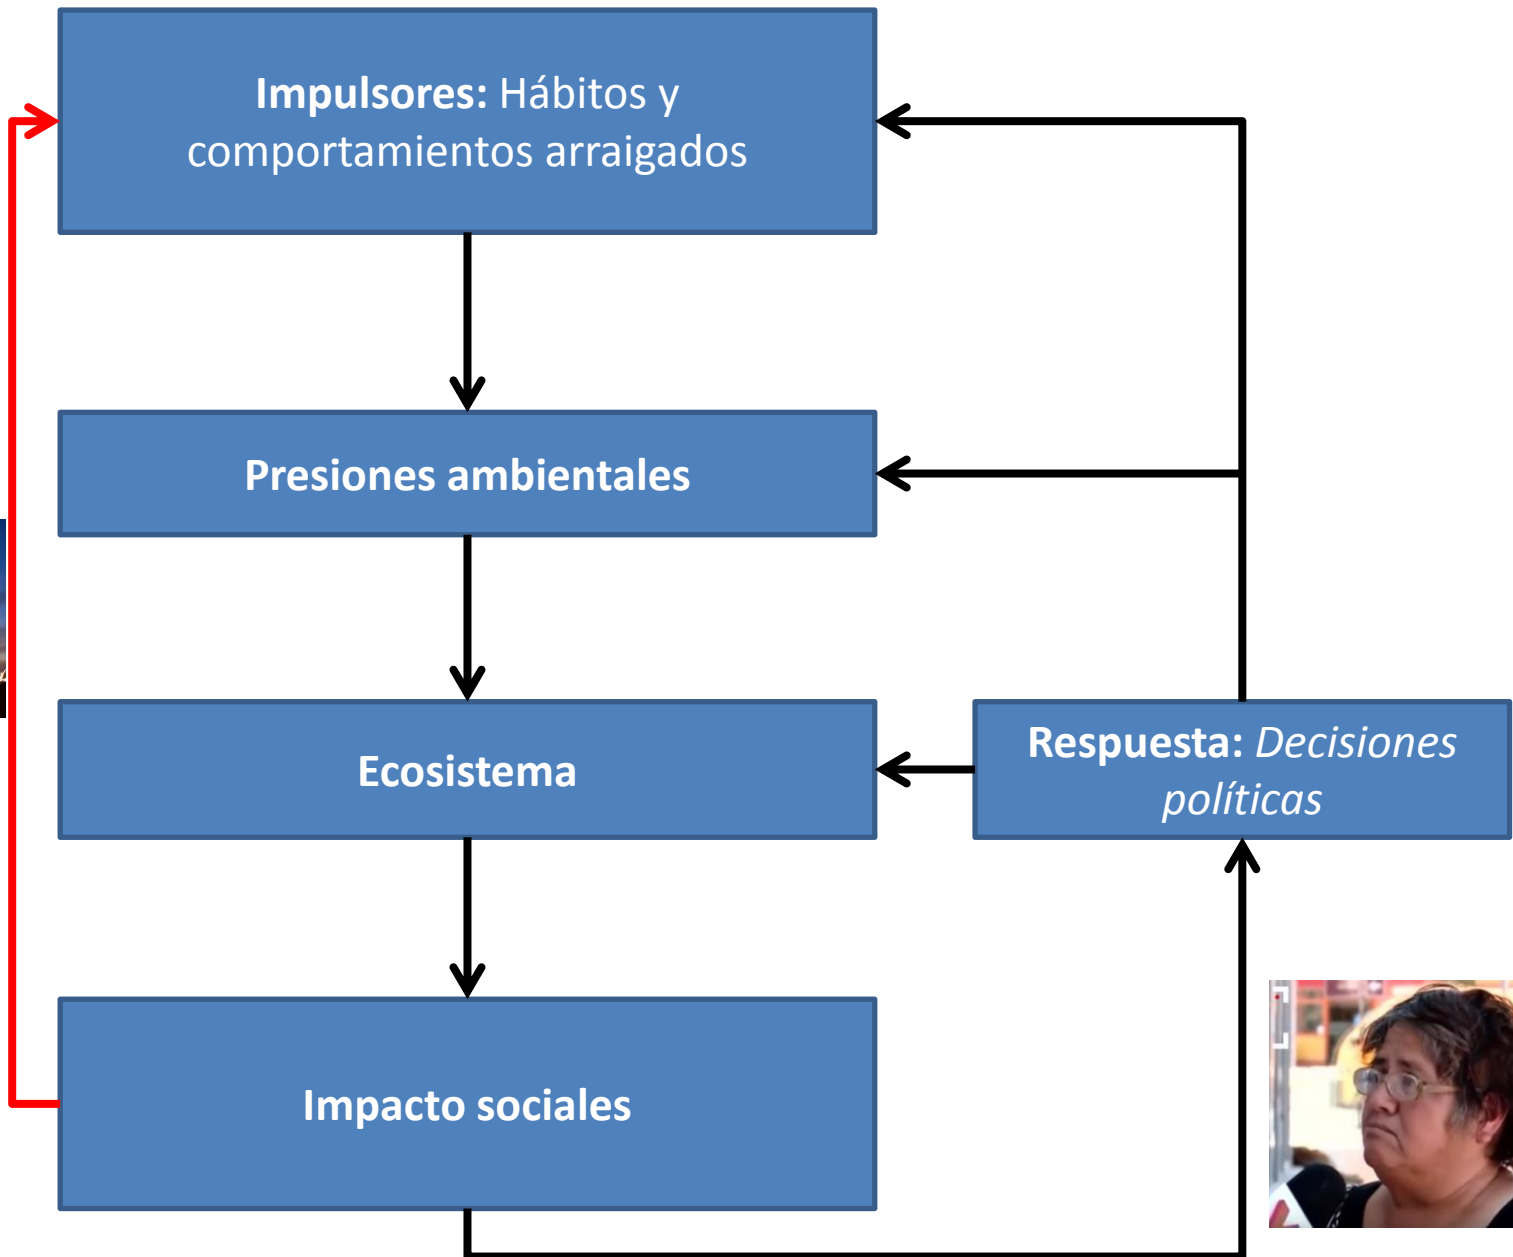 Impulsores: Hábitos y
comportamientos arraigados
Presiones ambientales
Ecosistema
Respuesta: Decisiones
políticas
Impacto sociales